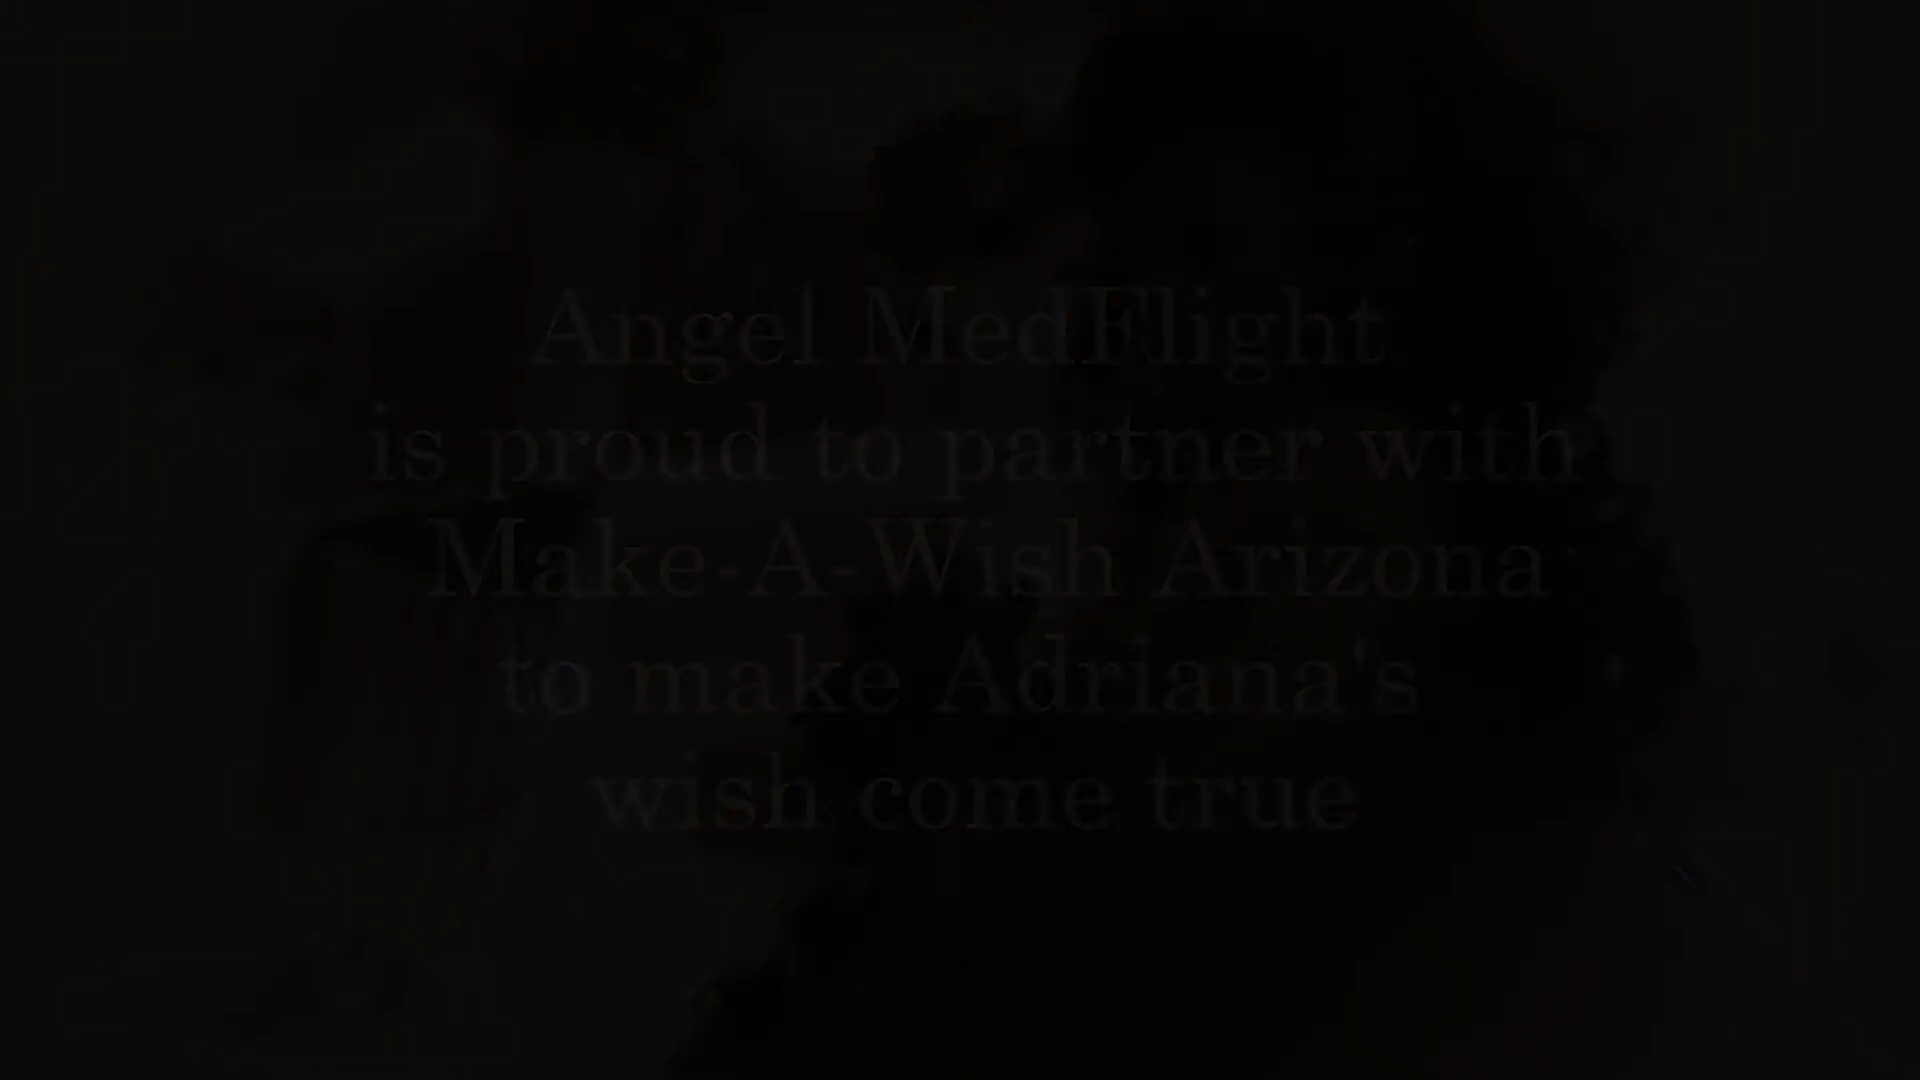 Angel MedFlight
is proud to partner with
Make-A-Wish Arizona
to make Adriana's
wish come true